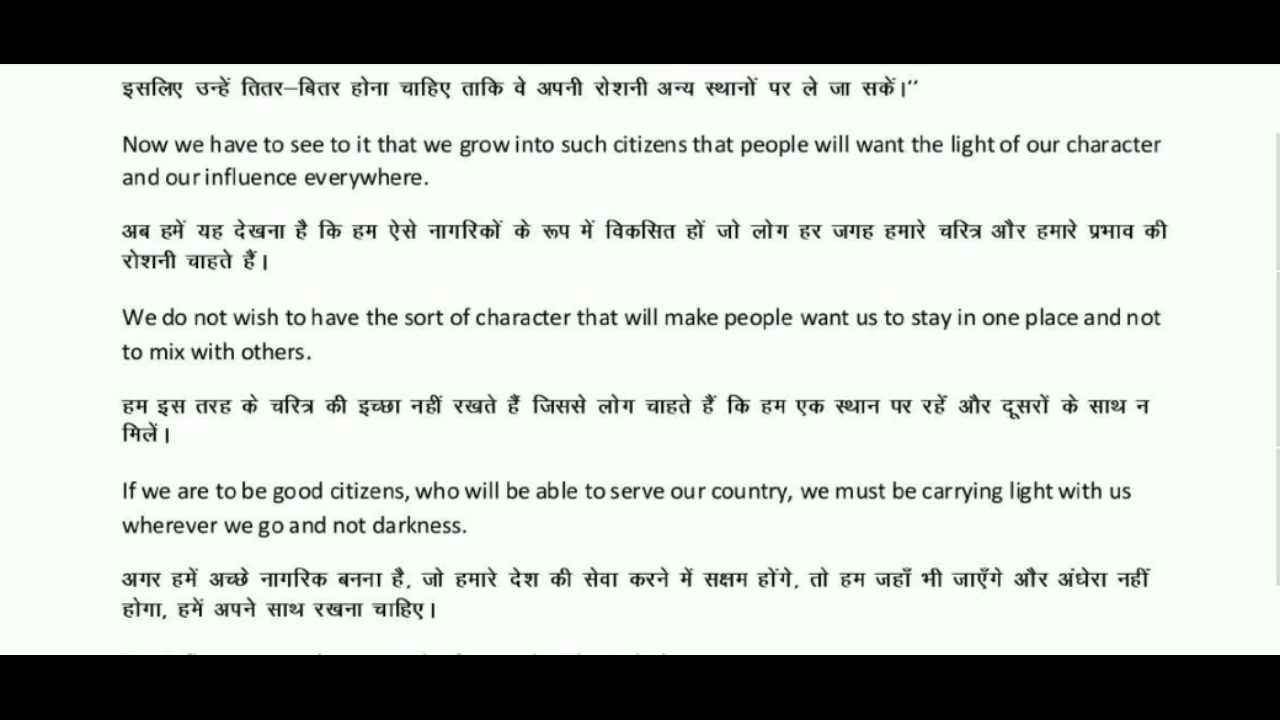 इसलिए उन्हें तितर–बितर होना चाहिए ताकि वे अपनी रोशनी अन्य स्थानों पर ले जा सकें।”
Now we have to see to it that we grow into such citizens that people will want the light of our character
and our influence everywhere.
अब हमें यह देखना है कि हम ऐसे नागरिकों के रूप में विकसित हों जो लोग हर जगह हमारे चरित्र और हमारे प्रभाव की
रोशनी चाहते हैं।
We do not wish to have the sort of character that will make people want us to stay in one place and not
to mix with others.
हम इस तरह के चरित्र की इच्छा नहीं रखते हैं जिससे लोग चाहते हैं कि हम एक स्थान पर रहें और दूसरों के साथ न
मिलें।
If we are to be good citizens, who will be able to serve our country, we must be carrying light with us
wherever we go and not darkness.
अगर हमें अच्छे नागरिक बनना है, जो हमारे देश की सेवा करने में सक्षम होंगे, तो हम जहाँ भी जाएँगे और अंधेरा नहीं
होगा, हमें अपने साथ रखना चाहिए।